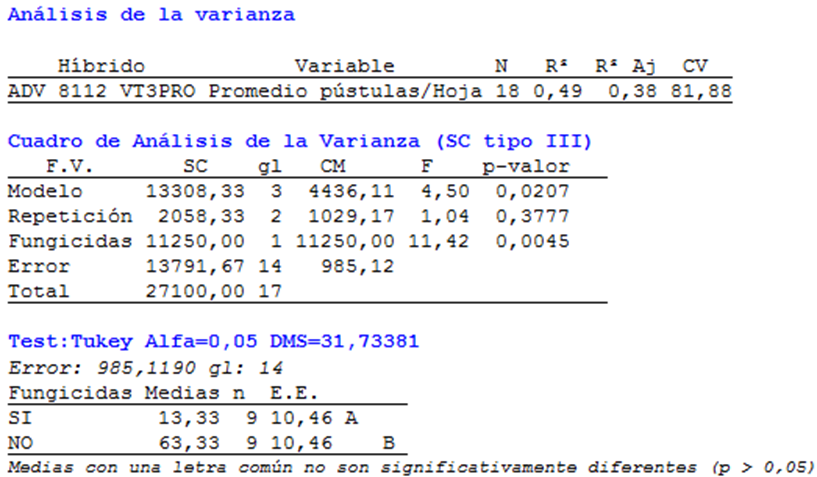 Análisis de la varianza
Híbrido Variable N R² R² Aj CV
ADV 8112 VT3PRO Promedio pústulas/Hoja 18 0,49 0,38 81,88
Cuadro de Análisis de la Varianza (SC tipo III)
F.V. SC gl CM F p-valor
Modelo 13308,33 3 4436,11 4,50 0,0207
Repetición 2058,33 2 1029,17 1,04 0,3777
Fungicidas 11250,00 1 11250,00 11,42 0,0045
Error 13791,67 14 985,12
Total 27100,00 17
Test:Tukey Alfa=0,05 DMS=31,73381
Error: 985,1190 gl: 14
Fungicidas Medias n E.E.
SI 13,33 9 10,46 A
NO 63,33 9 10,46 B
Medias con una letra común no son significativamente diferentes (p > 0,05)